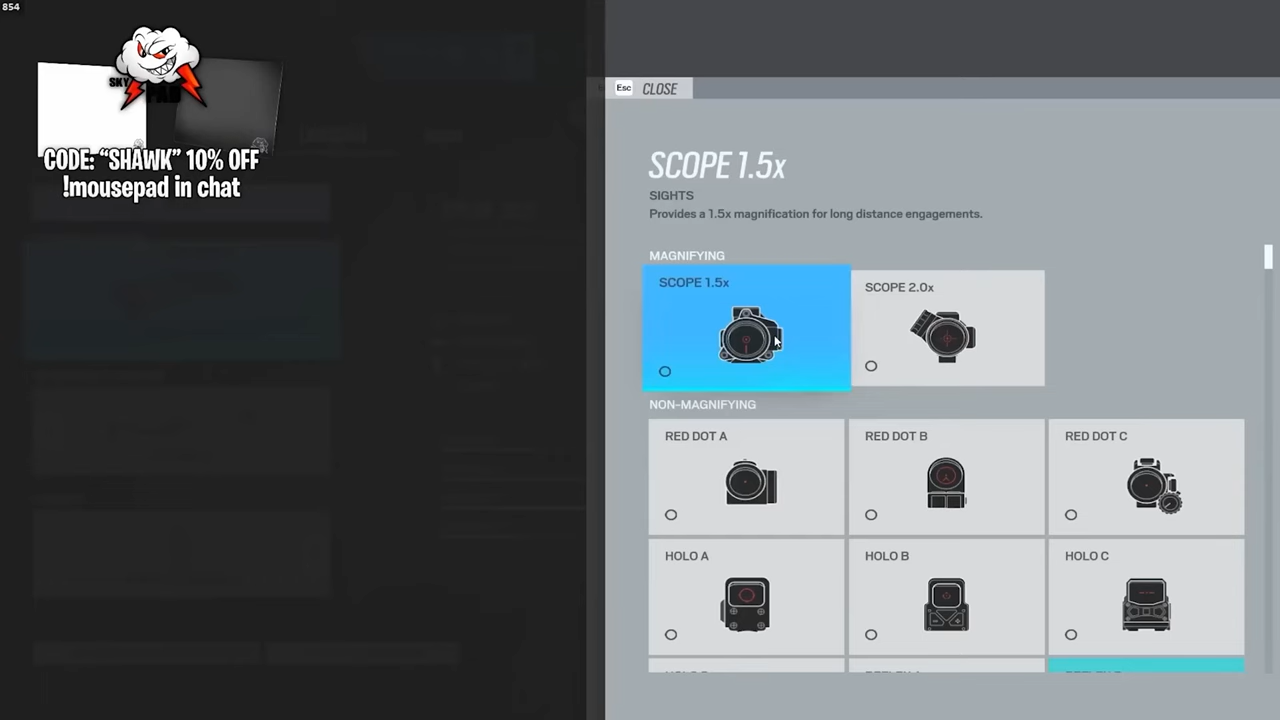 854
SKY
PAD
CODE: “SHAWK” 10% OFF
!mousepad in chat
Esc CLOSE
SCOPE 1.5x
SIGHTS
Provides a 1.5x magnification for long distance engagements.
MAGNIFYING
SCOPE 1.5x
SCOPE 2.0x
NON-MAGNIFYING
RED DOT A
RED DOT B
RED DOT C
HOLO A
HOLO B
HOLO C